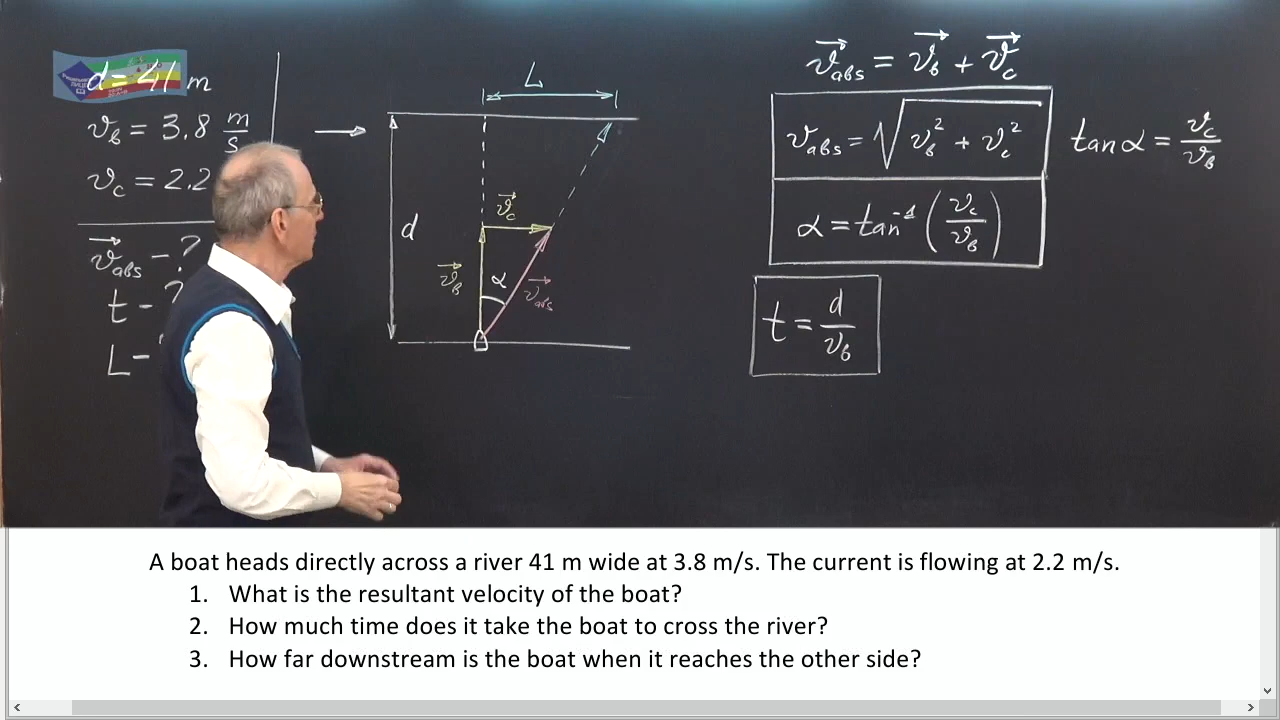 d = 41 m
v_b = 3.8 m/s
v_c = 2.2
v_abs - ?
t - ?
L -
L
d
v_c
v_b
α
v_abs
v_abs = v_b + v_c
v_abs = √(v_b² + v_c²)
tan α = v_c/v_b
α = tan⁻¹ (v_c/v_b)
t = d/v_b
A boat heads directly across a river 41 m wide at 3.8 m/s. The current is flowing at 2.2 m/s.
1. What is the resultant velocity of the boat?
2. How much time does it take the boat to cross the river?
3. How far downstream is the boat when it reaches the other side?